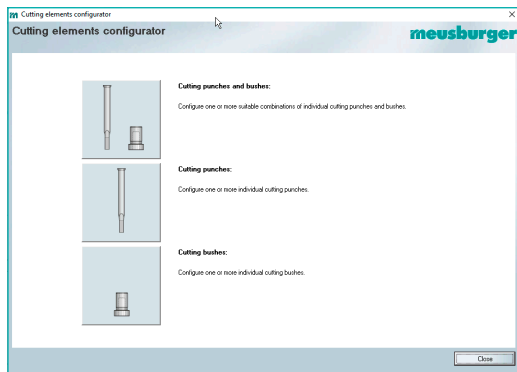 m Cutting elements configurator
Cutting elements configurator
meusburger
Cutting punches and bushes:
Configure one or more suitable combinations of individual cutting punches and bushes.
Cutting punches:
Configure one or more individual cutting punches.
Cutting bushes:
Configure one or more individual cutting bushes.
Close